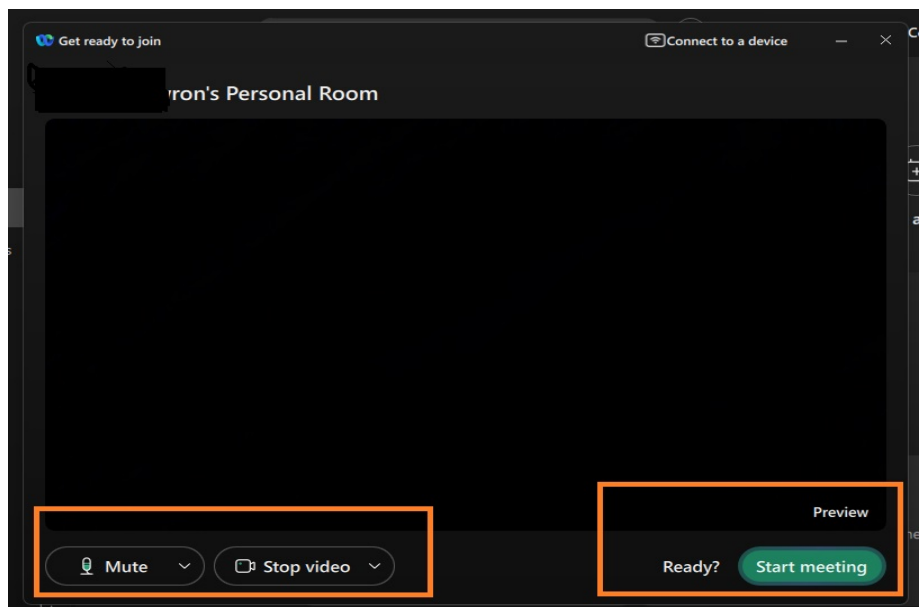 Get ready to join
Connect to a device
ron's Personal Room
Preview
Mute
Stop video
Ready?
Start meeting